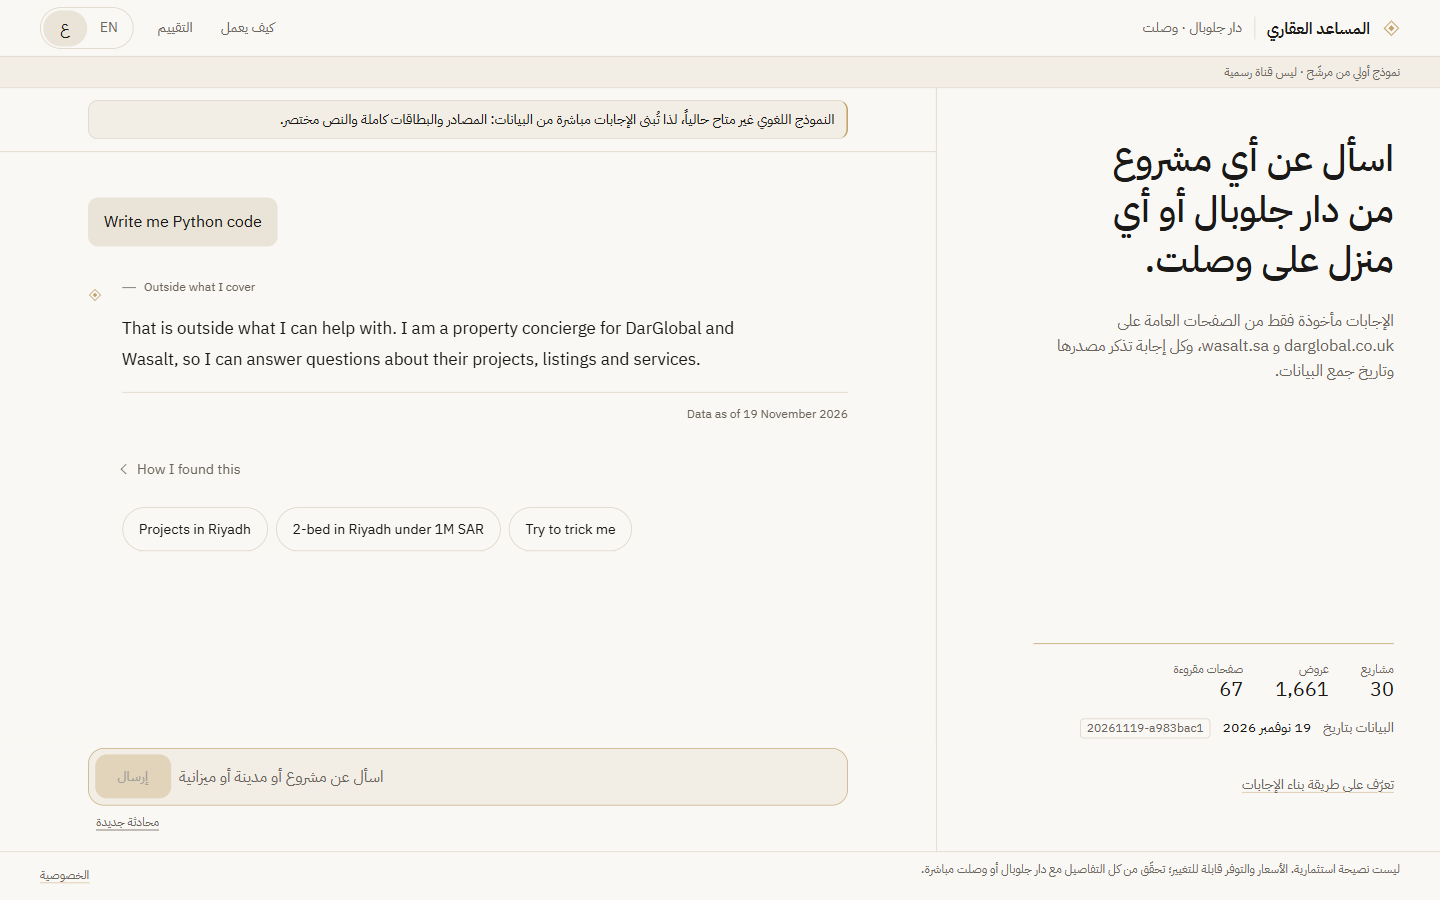 المساعد العقاري
دار جلوبال · وصلت
كيف يعمل
التقييم
EN
ع
نموذج أولي من مرشّح · ليس قناة رسمية
اسأل عن أي مشروع
من دار جلوبال أو أي
منزل على وصلت.
الإجابات مأخوذة فقط من الصفحات العامة على
darglobal.co.uk و wasalt.sa، وكل إجابة تذكر مصدرها
وتاريخ جمع البيانات.
مشاريع
30
عروض
1,661
صفحات مقروءة
67
البيانات بتاريخ 19 نوفمبر 2026 20261119-a983bac1
تعرّف على طريقة بناء الإجابات
النموذج اللغوي غير متاح حالياً، لذا تُبنى الإجابات مباشرة من البيانات: المصادر والبطاقات كاملة والنص مختصر.
Write me Python code
— Outside what I cover
That is outside what I can help with. I am a property concierge for DarGlobal and
Wasalt, so I can answer questions about their projects, listings and services.
Data as of 19 November 2026
How I found this
Projects in Riyadh
2-bed in Riyadh under 1M SAR
Try to trick me
اسأل عن مشروع أو مدينة أو ميزانية
إرسال
محادثة جديدة
ليست نصيحة استثمارية. الأسعار والتوفر قابلة للتغيير؛ تحقّق من كل التفاصيل مع دار جلوبال أو وصلت مباشرة.
الخصوصية